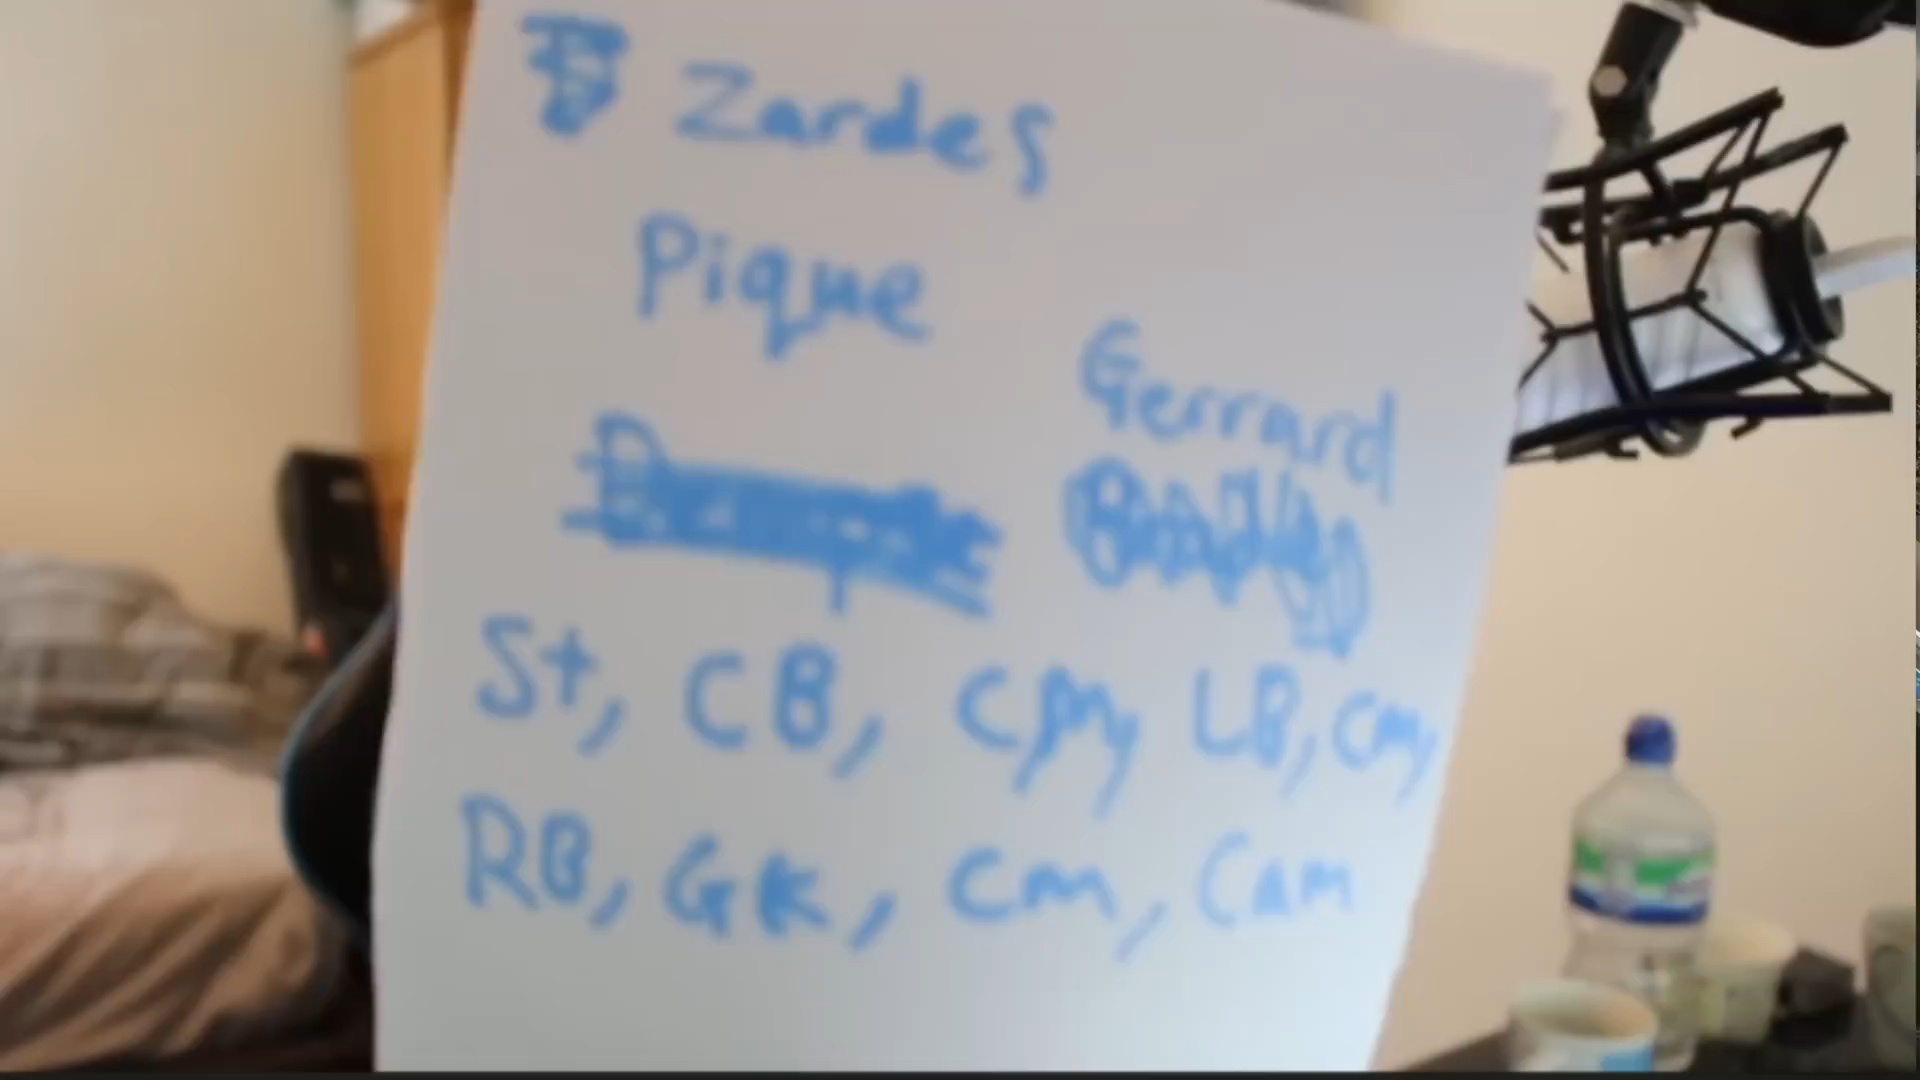 Zardes
Pique
Gerrard
St, CB, CM, LB, CM,
RB, GK, CM, Cam